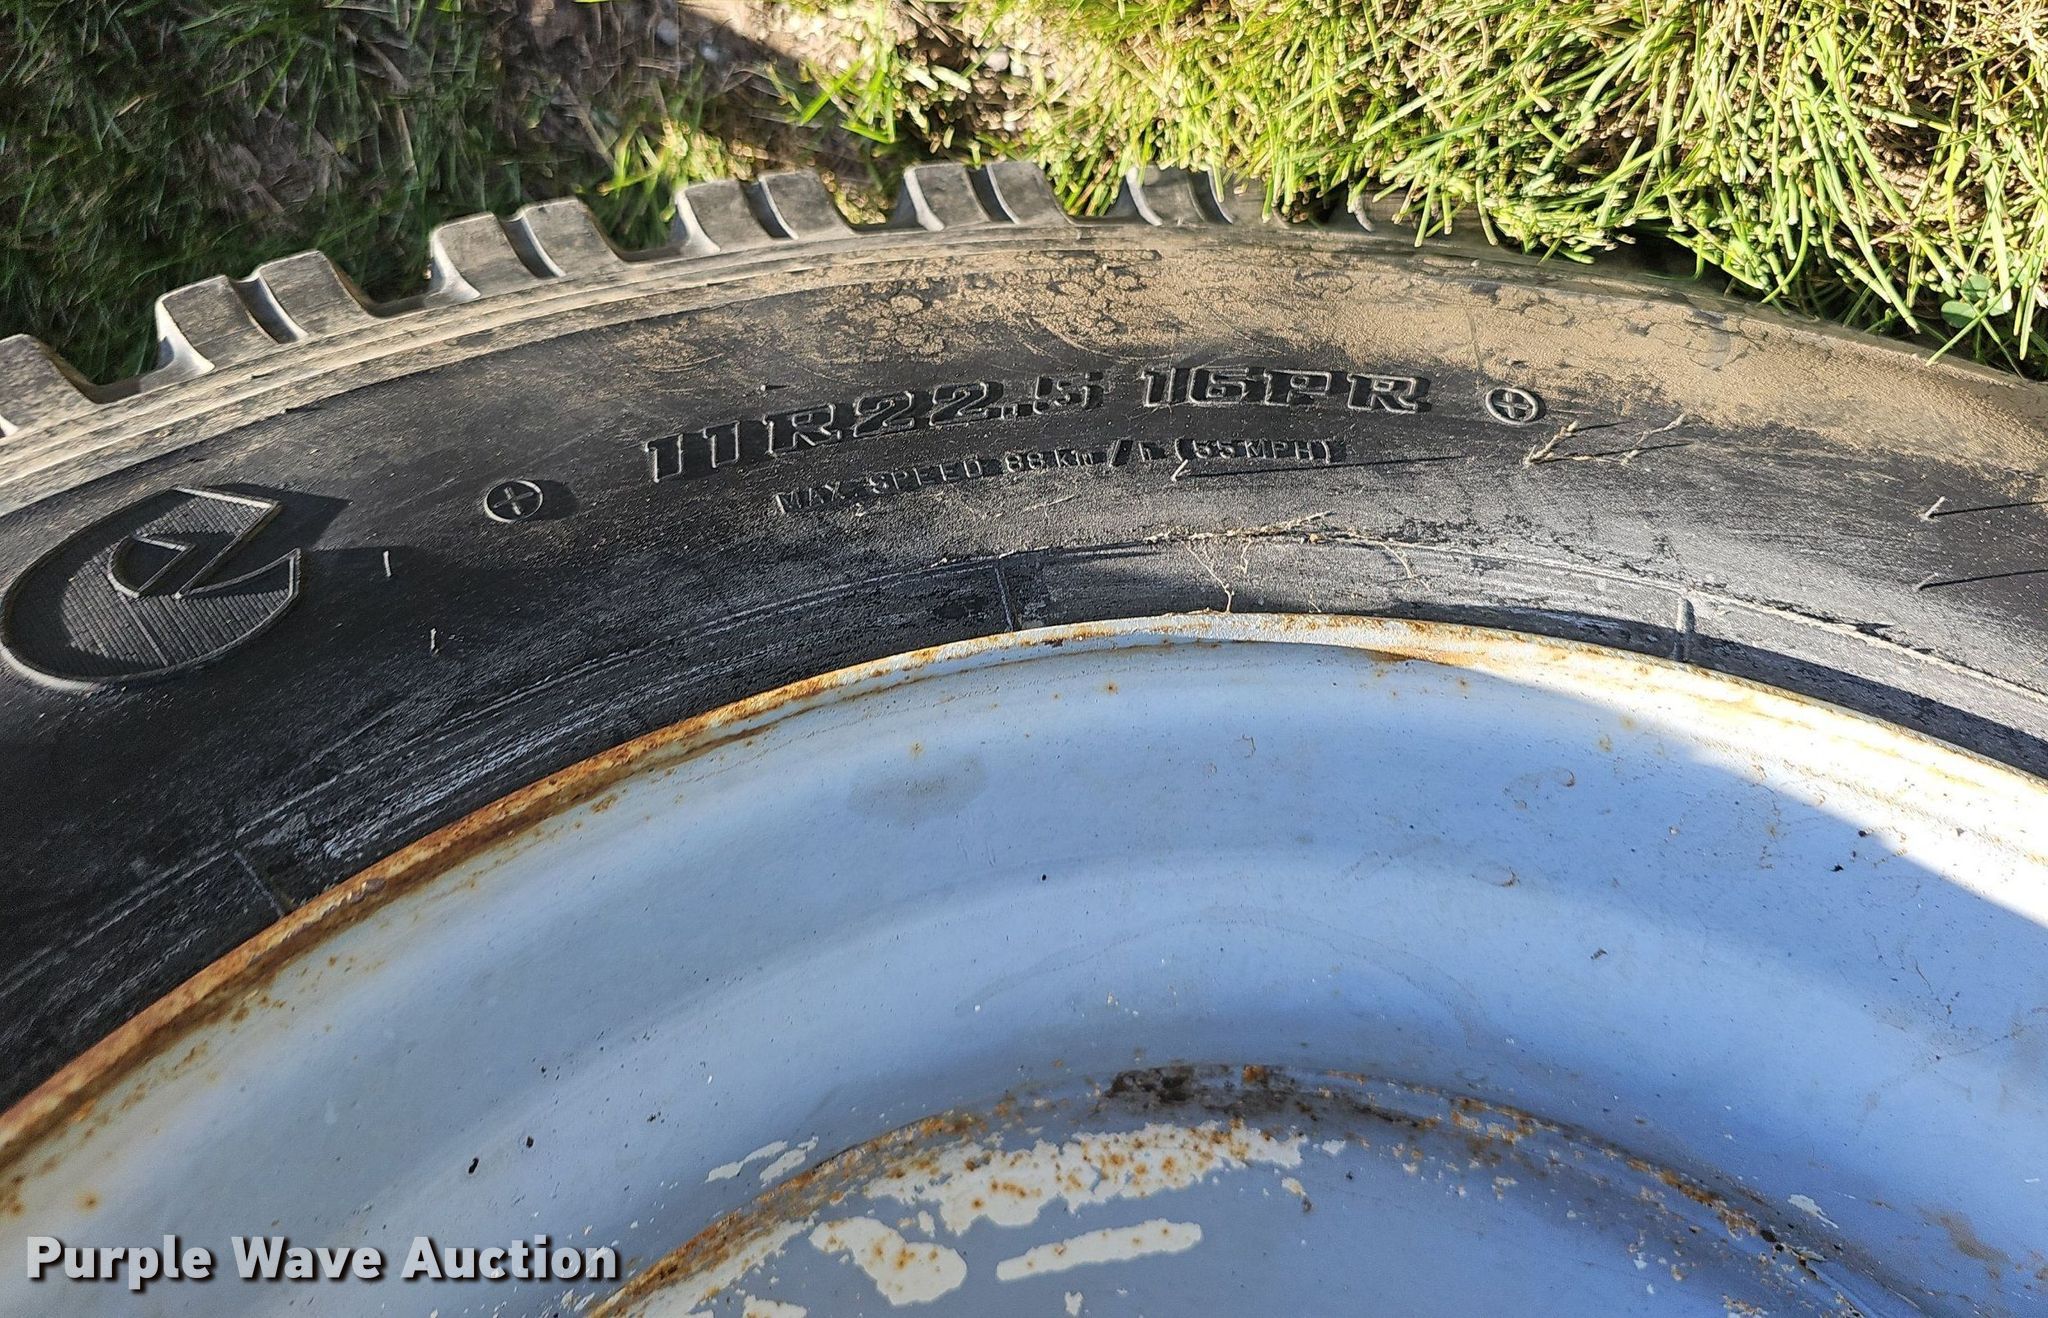 11R22.5 16PR
MAX. SPEED 88 km/h (55 MPH)
Purple Wave Auction